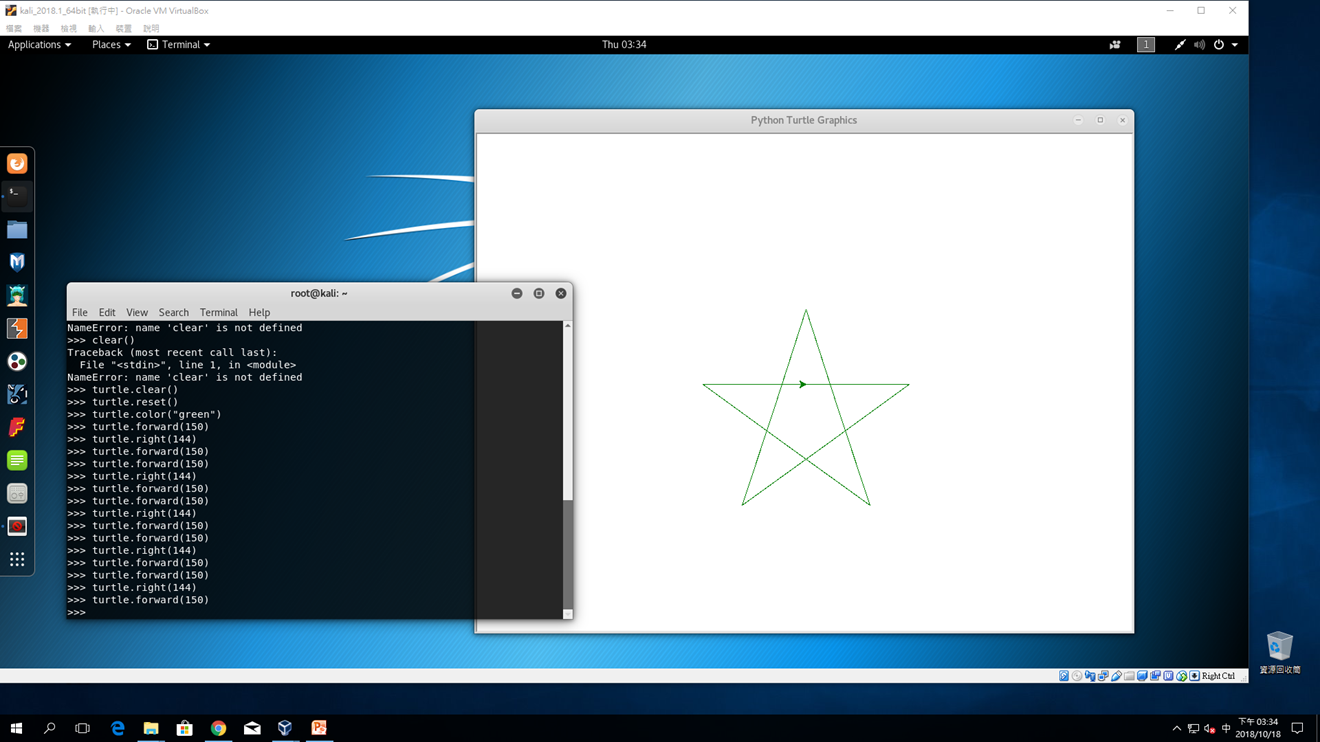 kali_2018.1_64bit [執行中] - Oracle VM VirtualBox
檔案 機器 檢視 輸入 裝置 說明
Applications Places Terminal Thu 03:34 1
Python Turtle Graphics
root@kali: ~
File Edit View Search Terminal Help
NameError: name 'clear' is not defined
>>> clear()
Traceback (most recent call last):
  File "<stdin>", line 1, in <module>
NameError: name 'clear' is not defined
>>> turtle.clear()
>>> turtle.reset()
>>> turtle.color("green")
>>> turtle.forward(150)
>>> turtle.right(144)
>>> turtle.forward(150)
>>> turtle.forward(150)
>>> turtle.right(144)
>>> turtle.forward(150)
>>> turtle.forward(150)
>>> turtle.right(144)
>>> turtle.forward(150)
>>> turtle.forward(150)
>>> turtle.right(144)
>>> turtle.forward(150)
>>> turtle.forward(150)
>>> turtle.right(144)
>>> turtle.forward(150)
>>>
資源回收筒
Right Ctrl
中
下午 03:34
2018/10/18